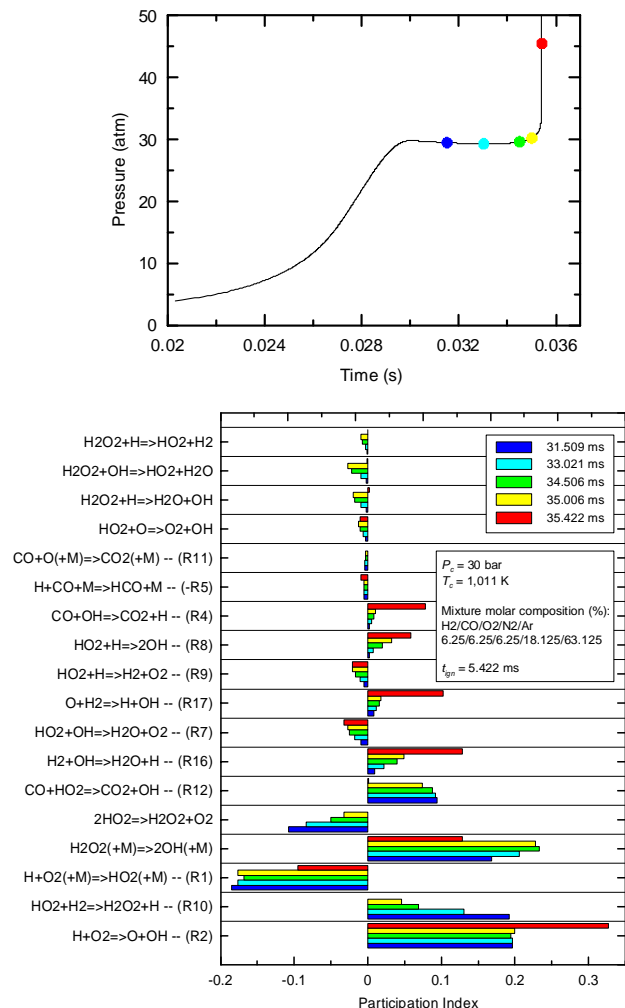 50
40
30
20
10
0
Pressure (atm)
0.02
0.024
0.028
0.032
0.036
Time (s)
H2O2+H=>HO2+H2
H2O2+OH=>HO2+H2O
H2O2+H=>H2O+OH
HO2+O=>O2+OH
CO+O(+M)=>CO2(+M) -- (R11)
H+CO+M=>HCO+M -- (-R5)
CO+OH=>CO2+H -- (R4)
HO2+H=>2OH -- (R8)
HO2+H=>H2+O2 -- (R9)
O+H2=>H+OH -- (R17)
HO2+OH=>H2O+O2 -- (R7)
H2+OH=>H2O+H -- (R16)
CO+HO2=>CO2+OH -- (R12)
2HO2=>H2O2+O2
H2O2(+M)=>2OH(+M)
H+O2(+M)=>HO2(+M) -- (R1)
HO2+H2=>H2O2+H -- (R10)
H+O2=>O+OH -- (R2)
31.509 ms
33.021 ms
34.506 ms
35.006 ms
35.422 ms
Pc = 30 bar
Tc = 1,011 K
Mixture molar composition (%):
H2/CO/O2/N2/Ar
6.25/6.25/6.25/18.125/63.125
tign = 5.422 ms
-0.2
-0.1
0
0.1
0.2
0.3
Participation Index